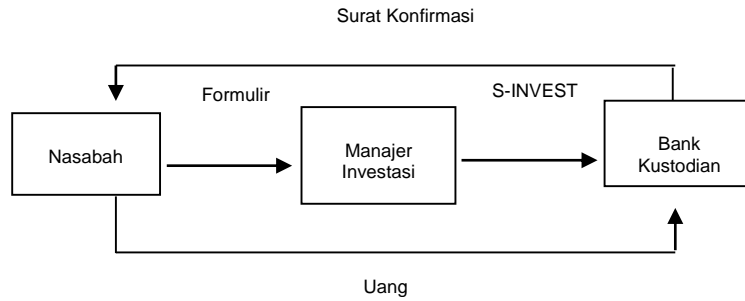 Surat Konfirmasi
Formulir
S-INVEST
Nasabah
Manajer
Investasi
Bank
Kustodian
Uang